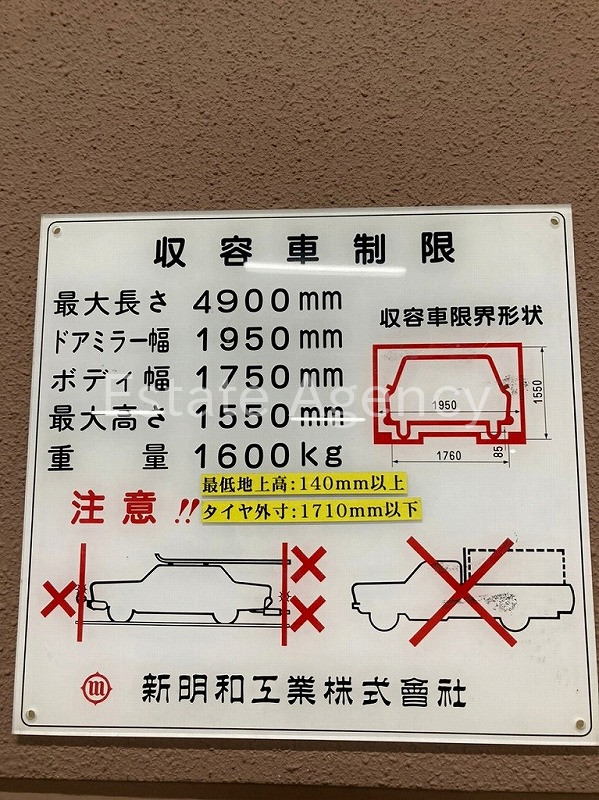 収容車制限
最大長さ 4900mm
ドアミラー幅 1950mm
ボディ幅 1750mm
最大高さ 1550mm
重量 1600kg
収容車限界形状
1950
1550
1760
85
最低地上高:140mm以上
タイヤ外寸:1710mm以下
注意!!
新明和工業株式會社
Estate Agency